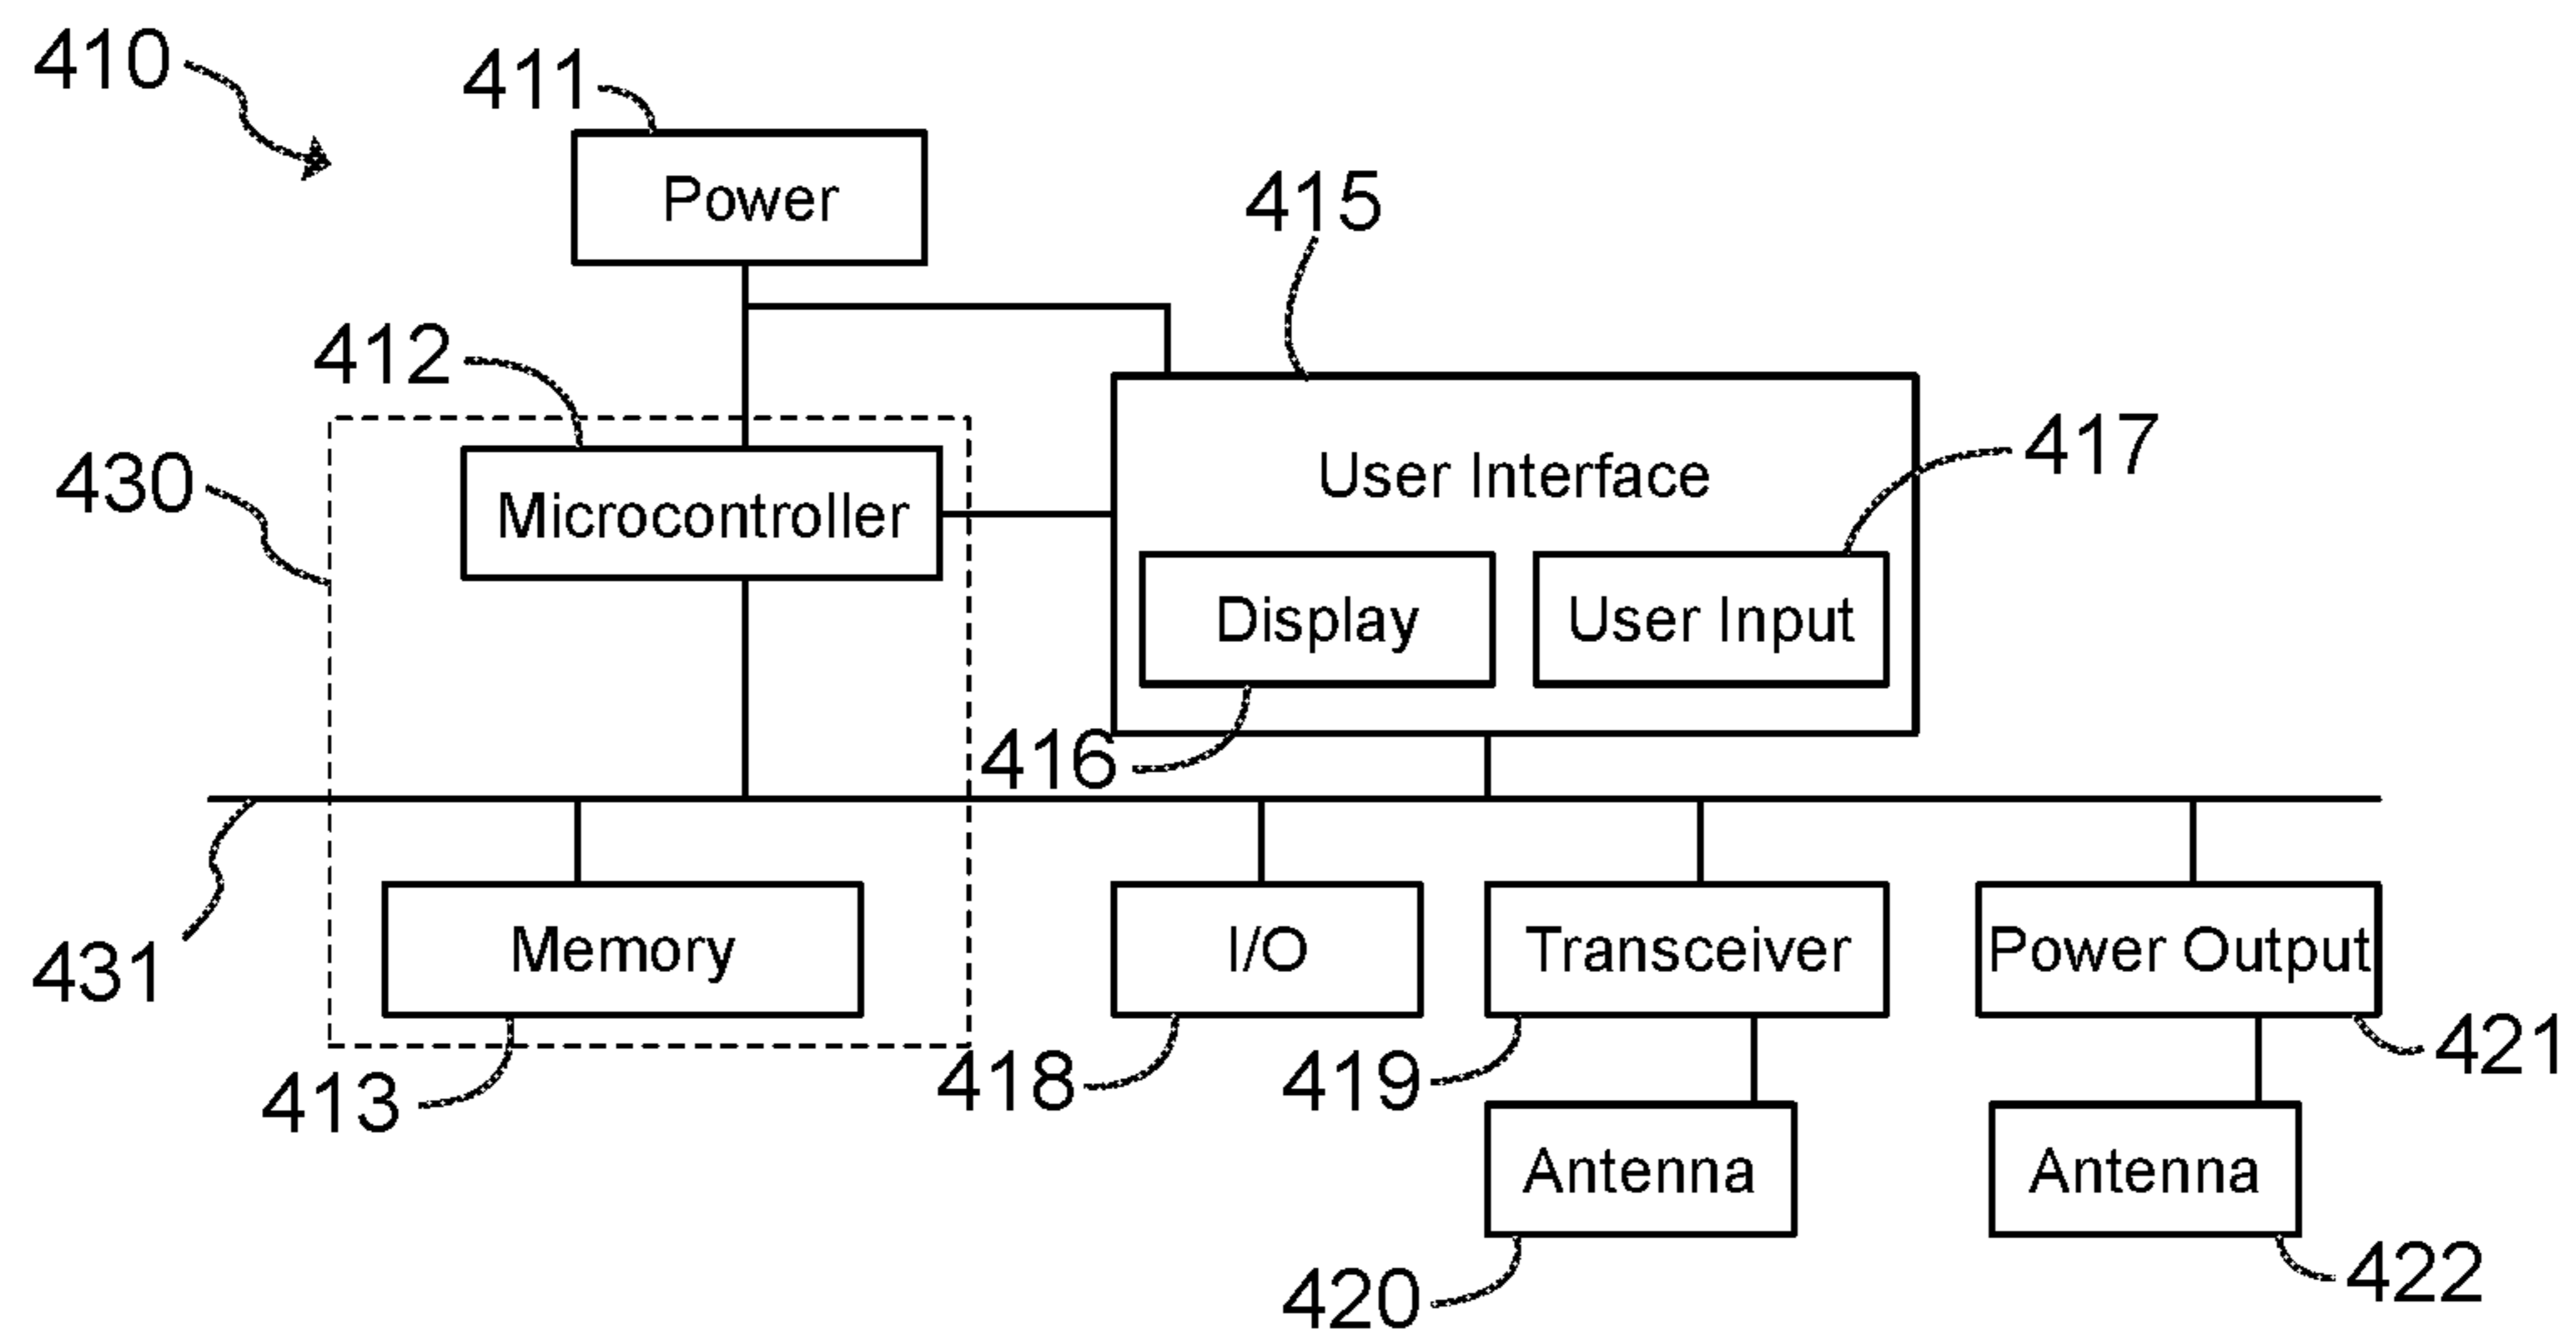 410
411
Power
415
412
417
430
User Interface
Microcontroller
Display
User Input
416
431
Memory
I/O
Transceiver
Power Output
413
418
419
421
Antenna
Antenna
420
422